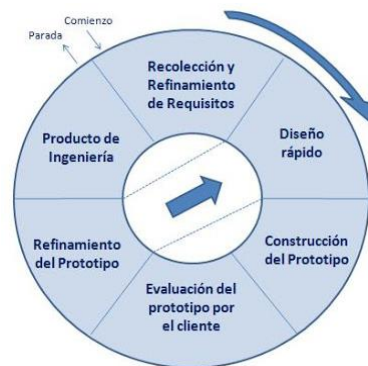 Comienzo
Parada
Recolección y
Refinamiento
de Requisitos
Diseño
rápido
Construcción
del Prototipo
Evaluación del
prototipo por
el cliente
Refinamiento
del Prototipo
Producto de
Ingeniería